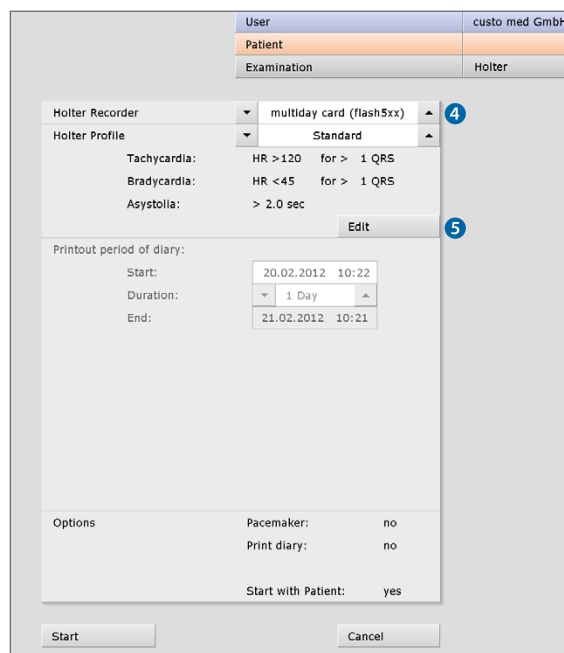 User custo med GmbH
Patient
Examination Holter
Holter Recorder multiday card (flash5xx) 4
Holter Profile Standard
Tachycardia: HR >120 for > 1 QRS
Bradycardia: HR <45 for > 1 QRS
Asystolia: > 2.0 sec
Edit 5
Printout period of diary:
Start: 20.02.2012 10:22
Duration: 1 Day
End: 21.02.2012 10:21
Options Pacemaker: no
Print diary: no
Start with Patient: yes
Start Cancel